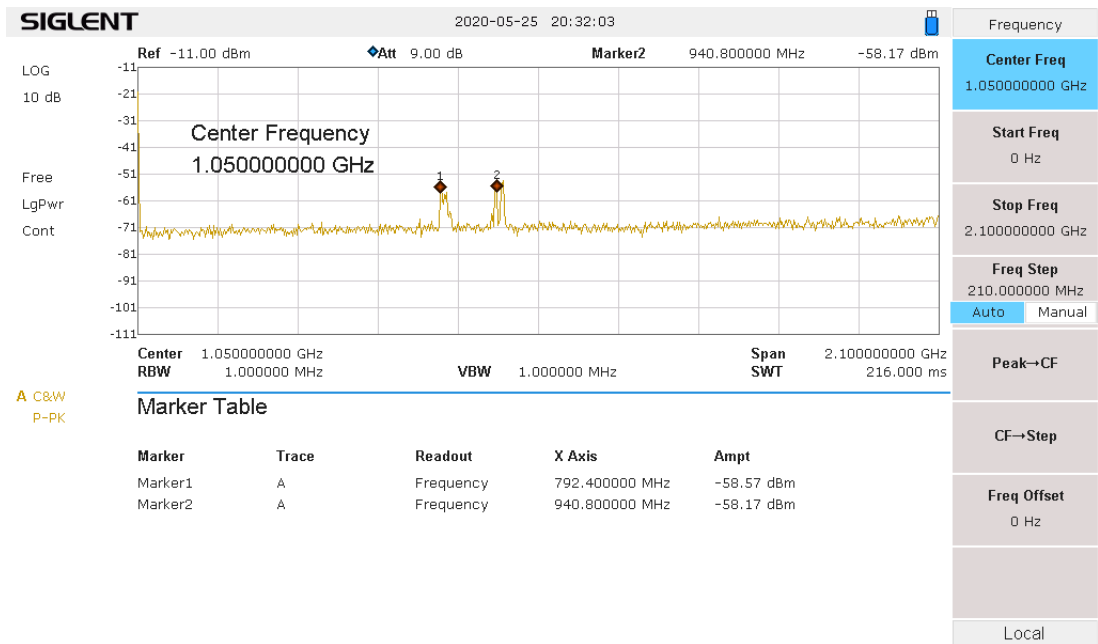 SIGLENT 2020-05-25 20:32:03
Ref -11.00 dBm Att 9.00 dB Marker2 940.800000 MHz -58.17 dBm
LOG
10 dB
Free
LgPwr
Cont
-11
-21
-31
-41
-51
-61
-71
-81
-91
-101
-111
Center Frequency
1.050000000 GHz
1 2
Center 1.050000000 GHz Span 2.100000000 GHz
RBW 1.000000 MHz VBW 1.000000 MHz SWT 216.000 ms
A C&W
P-PK
Marker Table
Marker Trace Readout X Axis Ampt
Marker1 A Frequency 792.400000 MHz -58.57 dBm
Marker2 A Frequency 940.800000 MHz -58.17 dBm
Frequency
Center Freq
1.050000000 GHz
Start Freq
0 Hz
Stop Freq
2.100000000 GHz
Freq Step
210.000000 MHz
Auto Manual
Peak→CF
CF→Step
Freq Offset
0 Hz
Local